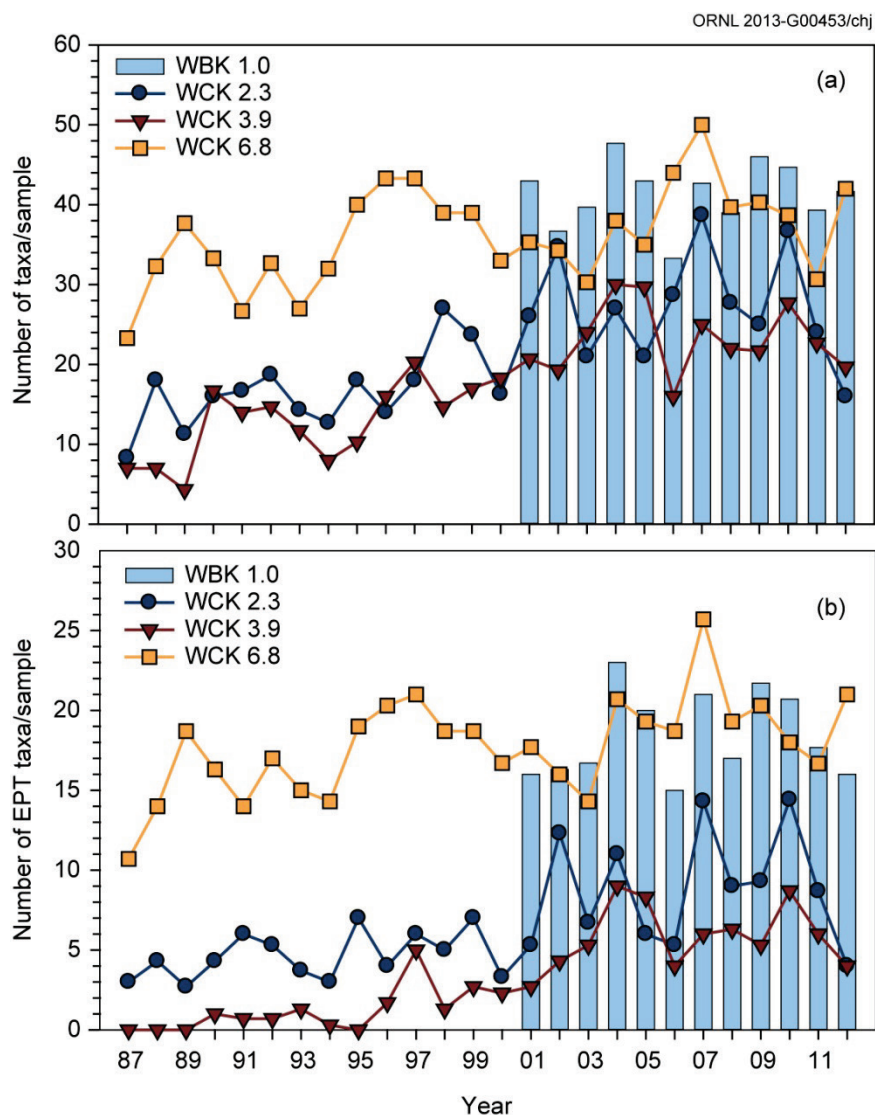 ORNL 2013-G00453/chj
60
50
40
30
20
10
0
Number of taxa/sample
WBK 1.0
WCK 2.3
WCK 3.9
WCK 6.8
(a)
30
25
20
15
10
5
0
Number of EPT taxa/sample
WBK 1.0
WCK 2.3
WCK 3.9
WCK 6.8
(b)
87 89 91 93 95 97 99 01 03 05 07 09 11
Year